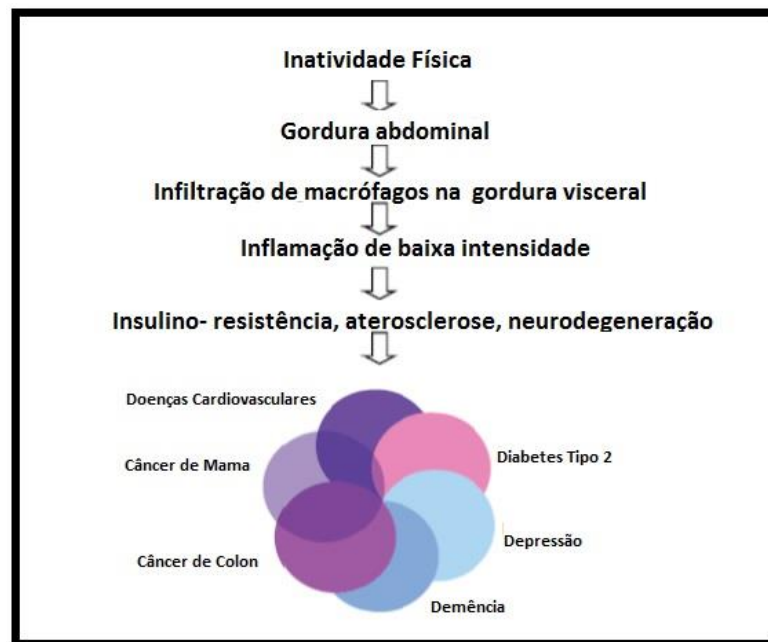 Inatividade Física
Gordura abdominal
Infiltração de macrófagos na gordura visceral
Inflamação de baixa intensidade
Insulino- resistência, aterosclerose, neurodegeneração
Doenças Cardiovasculares
Câncer de Mama
Diabetes Tipo 2
Câncer de Colon
Depressão
Demência